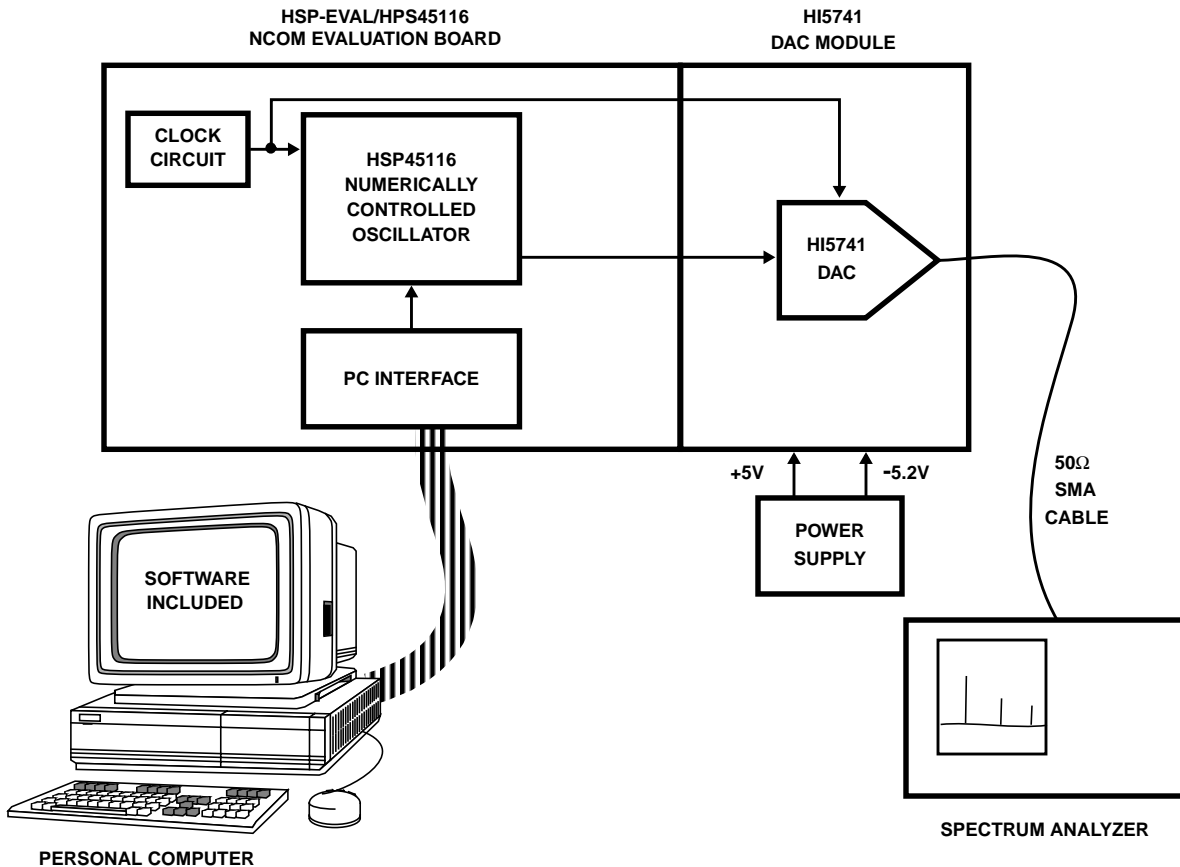 HSP-EVAL/HPS45116
NCOM EVALUATION BOARD
HI5741
DAC MODULE
CLOCK
CIRCUIT
HSP45116
NUMERICALLY
CONTROLLED
OSCILLATOR
HI5741
DAC
PC INTERFACE
+5V
-5.2V
50Ω
SMA
CABLE
POWER
SUPPLY
SOFTWARE
INCLUDED
SPECTRUM ANALYZER
PERSONAL COMPUTER